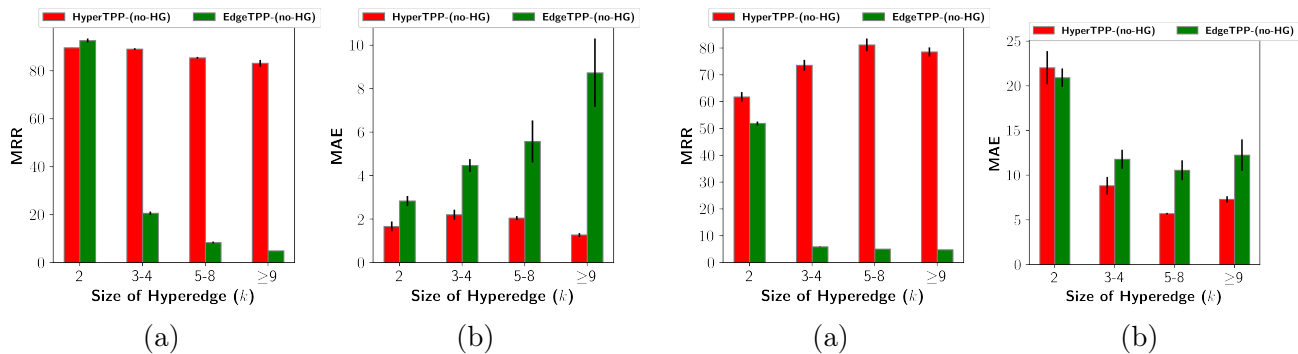 HyperTPP-(no-HG) EdgeTPP-(no-HG)
MRR
80
60
40
20
0
2 3-4 5-8 ≥9
Size of Hyperedge (k)
(a)
HyperTPP-(no-HG) EdgeTPP-(no-HG)
MAE
10
8
6
4
2
0
2 3-4 5-8 ≥9
Size of Hyperedge (k)
(b)
HyperTPP-(no-HG) EdgeTPP-(no-HG)
MRR
80
70
60
50
40
30
20
10
0
2 3-4 5-8 ≥9
Size of Hyperedge (k)
(a)
HyperTPP-(no-HG) EdgeTPP-(no-HG)
MAE
25
20
15
10
5
0
2 3-4 5-8 ≥9
Size of Hyperedge (k)
(b)